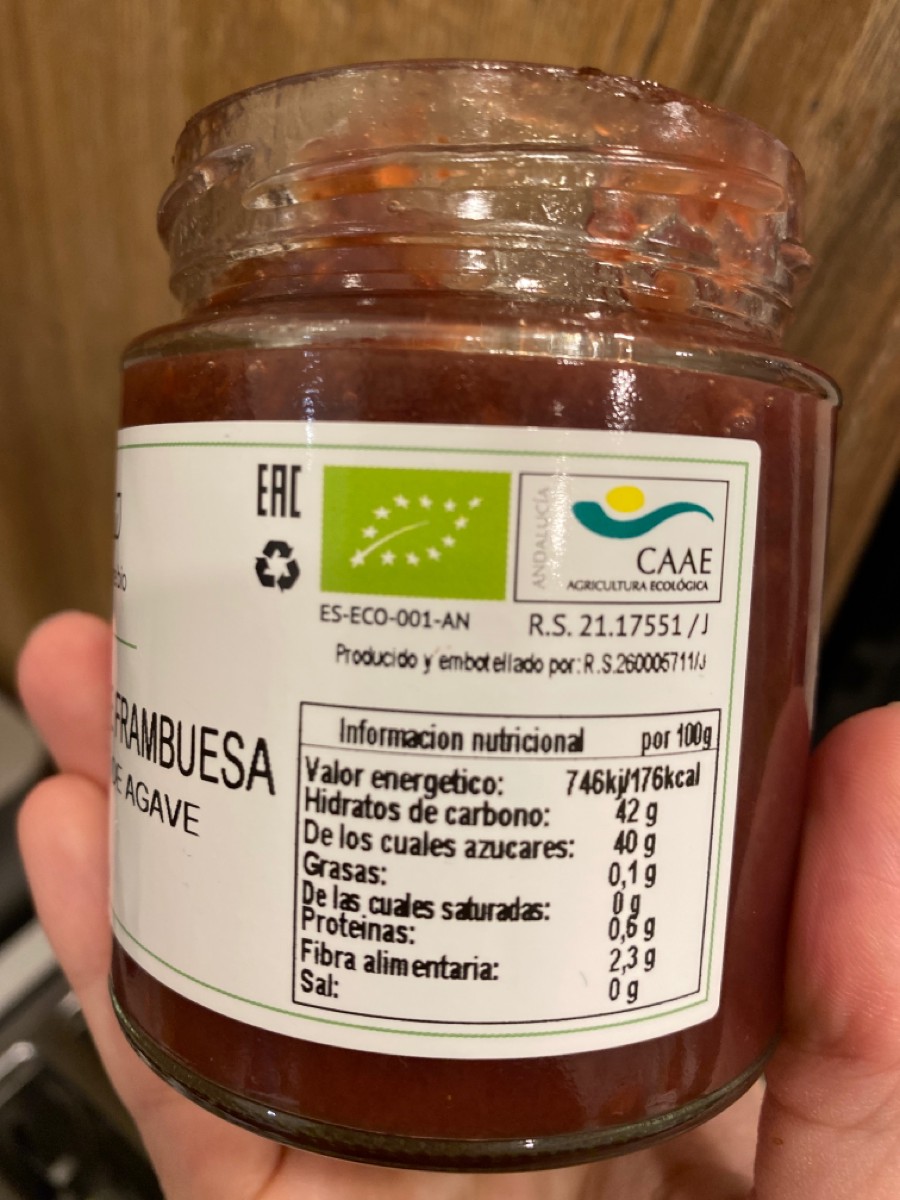 EAC
ANDALUCÍA
CAAE
AGRICULTURA ECOLÓGICA
ES-ECO-001-AN
R.S. 21.17551/J
Producido y embotellado por: R.S.260005711/J
FRAMBUESA
DE AGAVE
Informacion nutricional por 100g
Valor energetico: 746kj/176kcal
Hidratos de carbono: 42 g
De los cuales azucares: 40 g
Grasas: 0,1 g
De las cuales saturadas: 0 g
Proteinas: 0,6 g
Fibra alimentaria: 2,3 g
Sal: 0 g